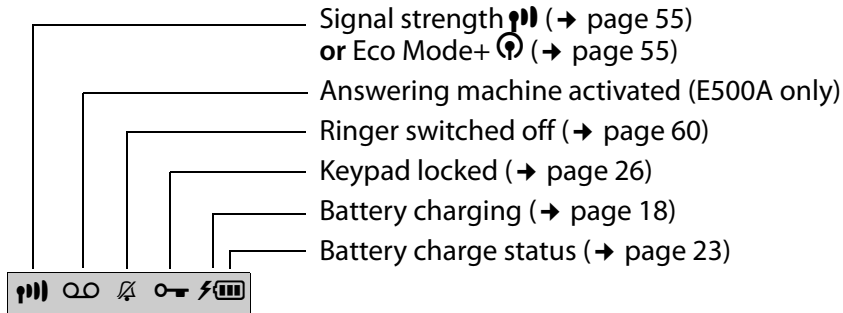 Signal strength (➔ page 55)
or Eco Mode+ (➔ page 55)
Answering machine activated (E500A only)
Ringer switched off (➔ page 60)
Keypad locked (➔ page 26)
Battery charging (➔ page 18)
Battery charge status (➔ page 23)